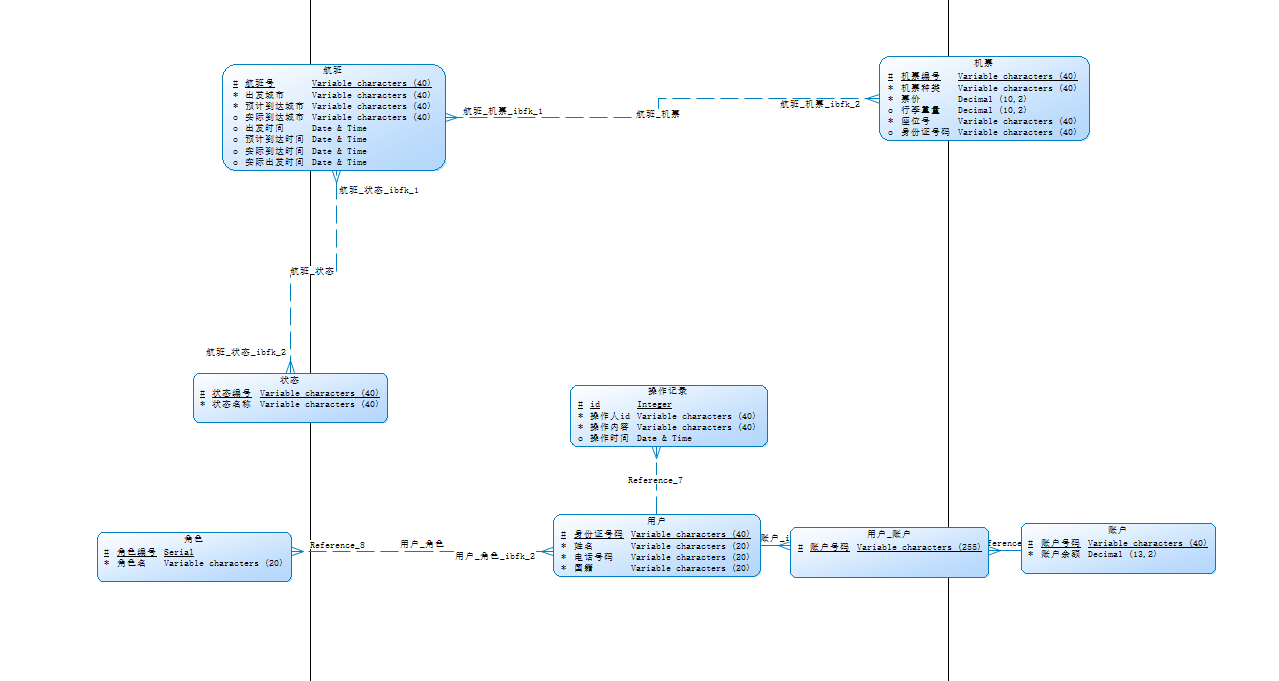 航班
# 航班号 Variable characters (40)
* 出发城市 Variable characters (40)
* 预计到达城市 Variable characters (40)
o 实际到达城市 Variable characters (40)
o 出发时间 Date & Time
o 预计到达时间 Date & Time
o 实际到达时间 Date & Time
o 实际出发时间 Date & Time
航班_机票_ibfk_1
航班_机票
航班_机票_ibfk_2
机票
# 机票编号 Variable characters (40)
* 机票种类 Variable characters (40)
* 票价 Decimal (10,2)
o 行李重量 Decimal (10,2)
* 座位号 Variable characters (40)
o 身份证号码 Variable characters (40)
航班_状态_ibfk_1
航班_状态
航班_状态_ibfk_2
状态
# 状态编号 Variable characters (40)
* 状态名称 Variable characters (40)
操作记录
# id Integer
* 操作人id Variable characters (40)
* 操作内容 Variable characters (40)
o 操作时间 Date & Time
Reference_7
角色
# 角色编号 Serial
* 角色名 Variable characters (20)
Reference_8
用户_角色
用户_角色_ibfk_2
用户
# 身份证号码 Variable characters (40)
* 姓名 Variable characters (20)
* 电话号码 Variable characters (20)
* 国籍 Variable characters (20)
账户_i
用户_账户
# 账户号码 Variable characters (255)
ference
账户
# 账户号码 Variable characters (40)
* 账户余额 Decimal (13,2)